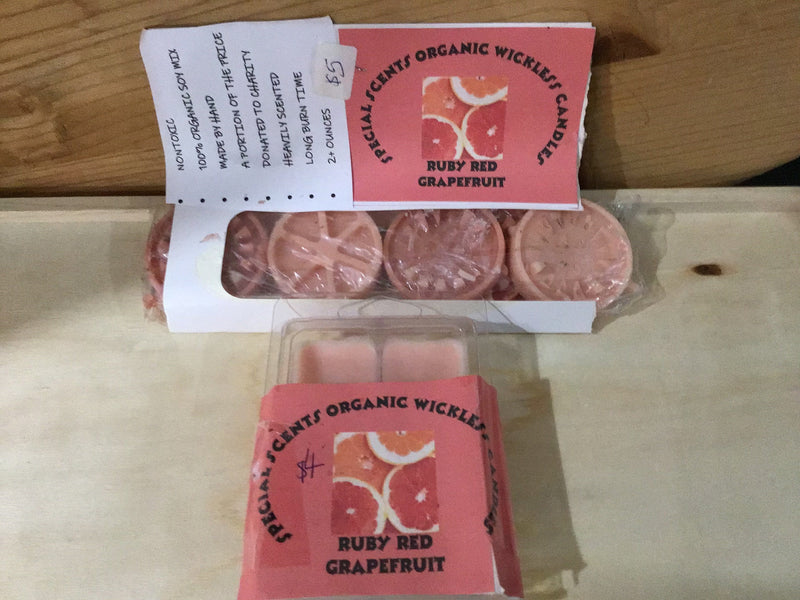 NONTOXIC
100% ORGANIC SOY MIX
MADE BY HAND
A PORTION OF THE PRICE
DONATED TO CHARITY
HEAVILY SCENTED
LONG BURN TIME
2+ OUNCES
$5
SPECIAL SCENTS ORGANIC WICKLESS CANDLES
RUBY RED
GRAPEFRUIT
SPECIAL SCENTS ORGANIC WICKLESS CANDLES
$4
RUBY RED
GRAPEFRUIT